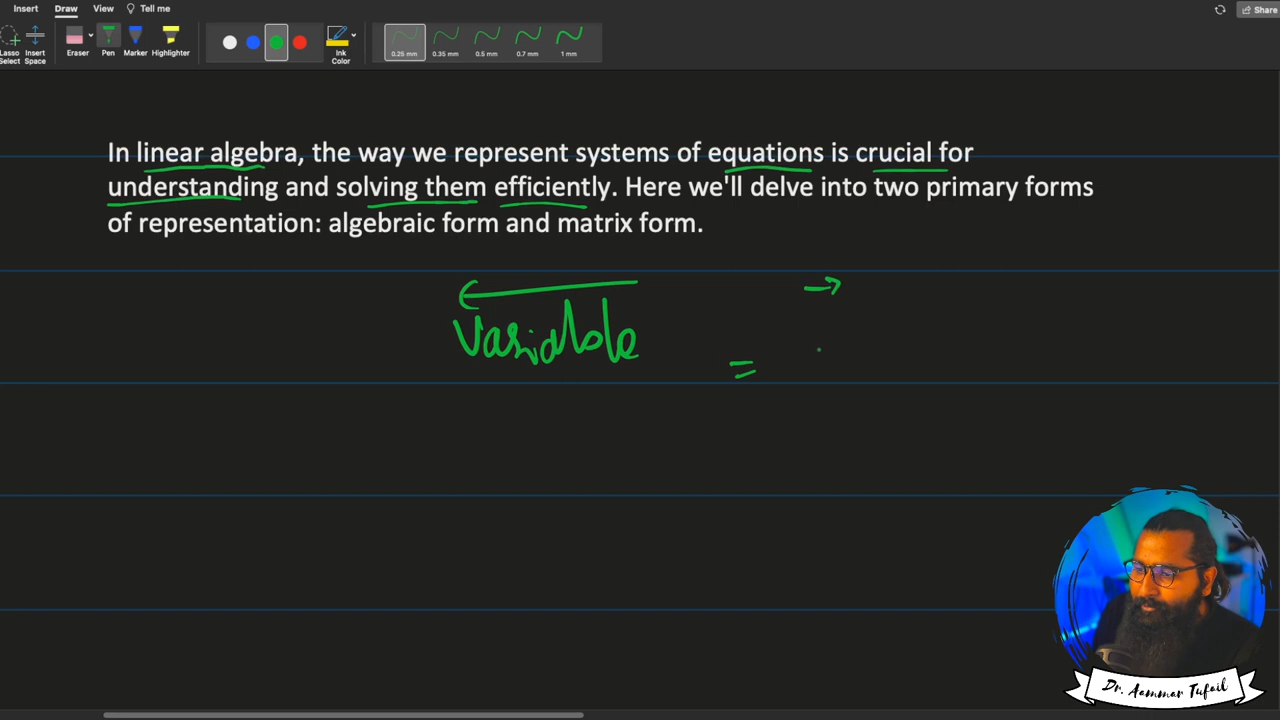 Insert Draw View Tell me
Share
Lasso Select
Insert Space
Eraser
Pen
Marker
Highlighter
Ink Color
0.25 mm
0.35 mm
0.5 mm
0.7 mm
1 mm
In linear algebra, the way we represent systems of equations is crucial for
understanding and solving them efficiently. Here we'll delve into two primary forms
of representation: algebraic form and matrix form.
Variable
=
Dr. Aammar Tufail